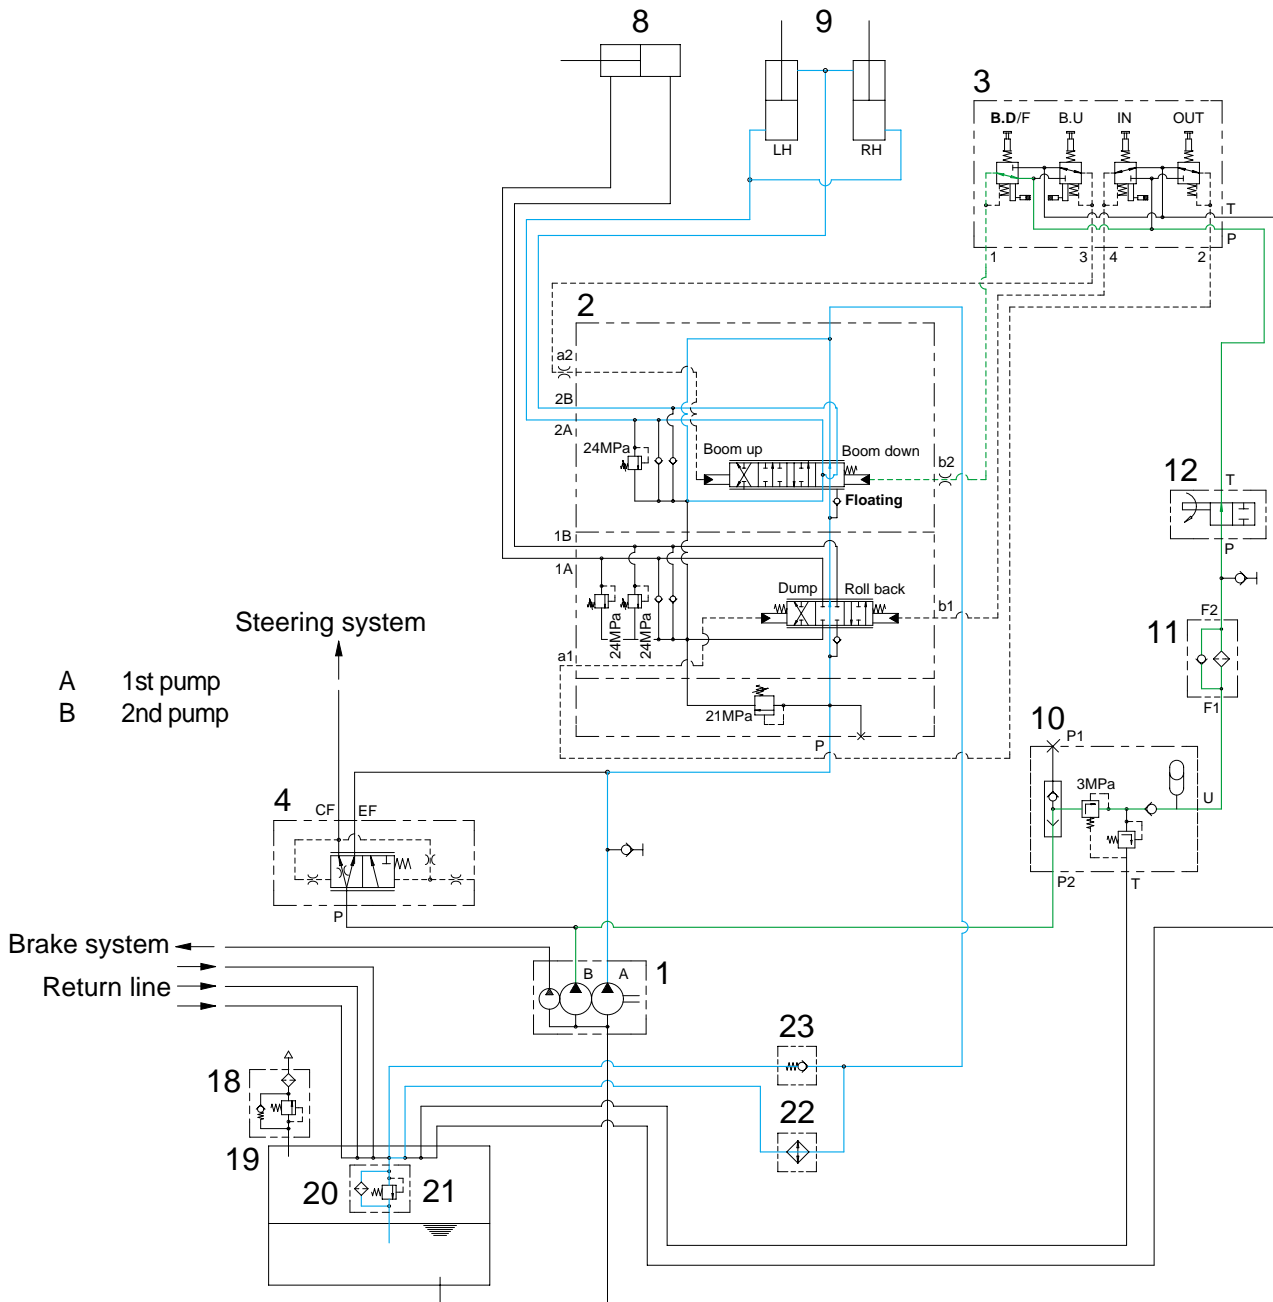 8
9
3
B.D/F B.U IN OUT
LH RH
T
P
1 3 4 2
2
a2
2B
2A
24MPa
Boom up Boom down
b2
Floating
12
T
P
1B
1A
Dump Roll back
b1
24MPa
24MPa
a1
F2
11
F1
Steering system
A 1st pump
B 2nd pump
21MPa
P
10
P1
3MPa
U
4
CF EF
P
P2 T
Brake system
Return line
B A
1
23
18
22
19
20 21